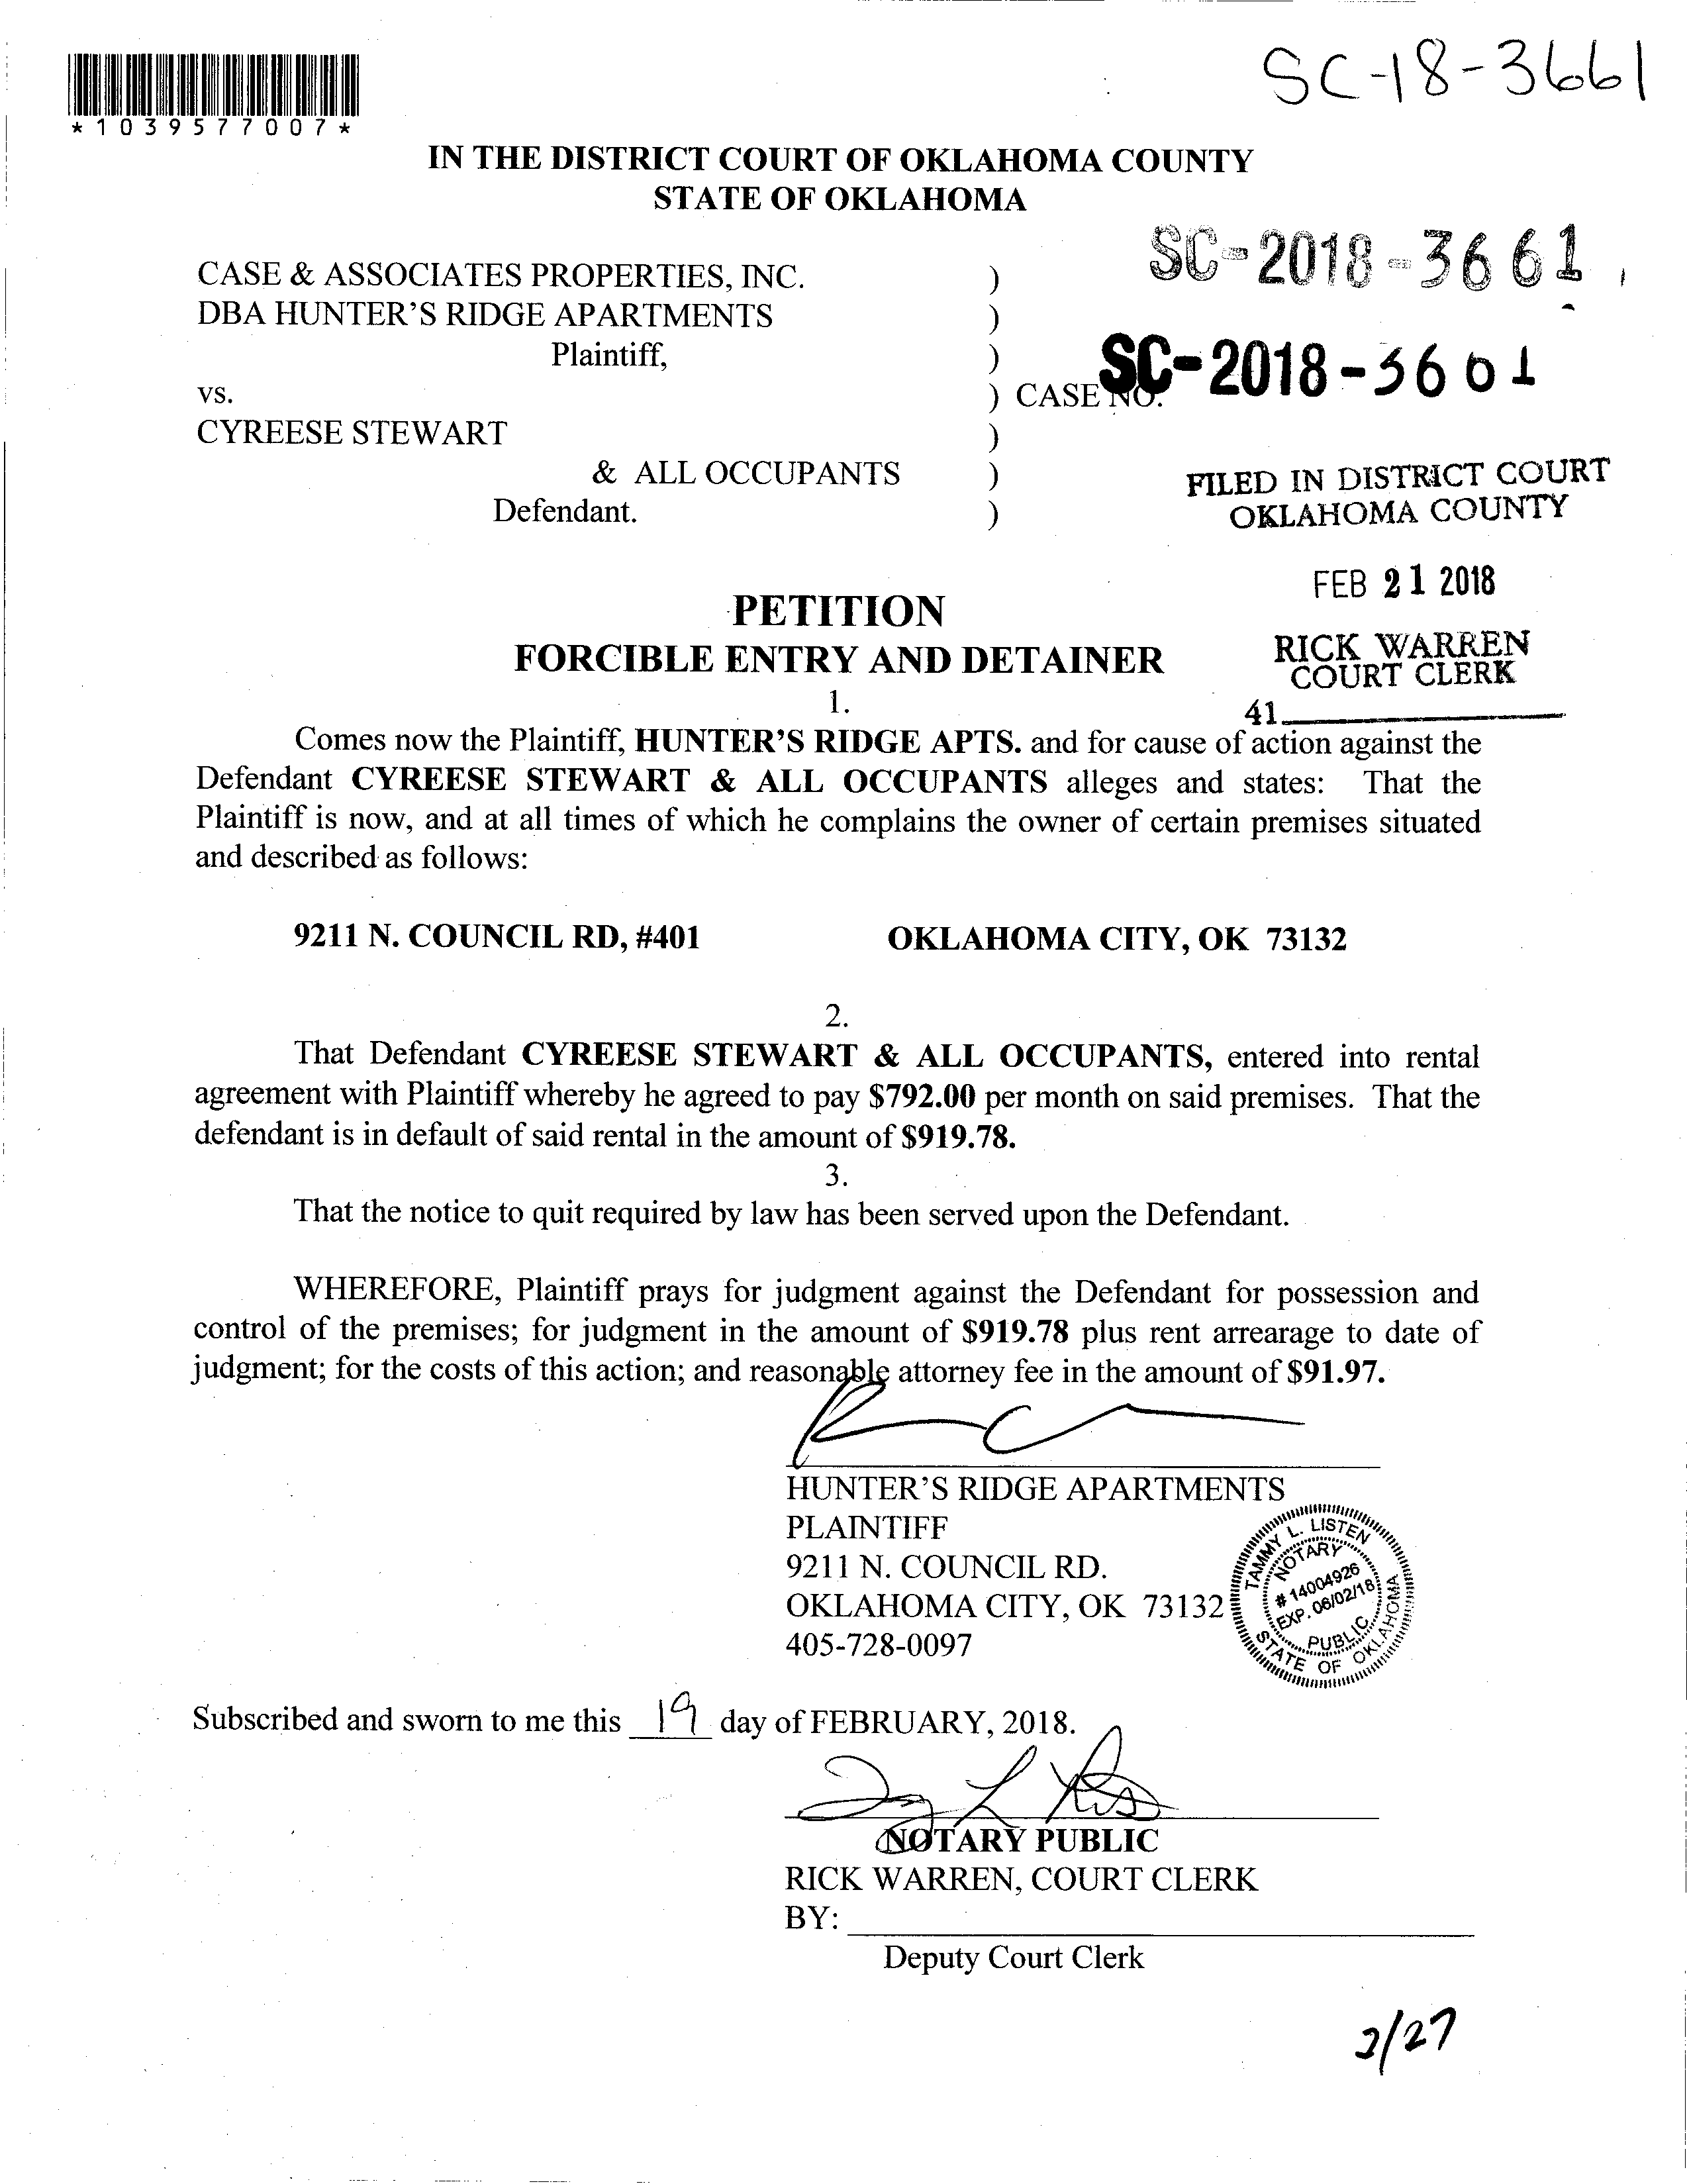 SC-18-3661
*1039577007*
IN THE DISTRICT COURT OF OKLAHOMA COUNTY
STATE OF OKLAHOMA
SC-2018-3661
CASE & ASSOCIATES PROPERTIES, INC. )
DBA HUNTER'S RIDGE APARTMENTS )
Plaintiff, )
vs. ) CASE NO. SC-2018-3661
CYREESE STEWART )
& ALL OCCUPANTS )
Defendant. )
FILED IN DISTRICT COURT
OKLAHOMA COUNTY
FEB 21 2018
RICK WARREN
COURT CLERK
41
PETITION
FORCIBLE ENTRY AND DETAINER
1.
Comes now the Plaintiff, HUNTER'S RIDGE APTS. and for cause of action against the
Defendant CYREESE STEWART & ALL OCCUPANTS alleges and states: That the
Plaintiff is now, and at all times of which he complains the owner of certain premises situated
and described as follows:
9211 N. COUNCIL RD, #401 OKLAHOMA CITY, OK 73132
2.
That Defendant CYREESE STEWART & ALL OCCUPANTS, entered into rental
agreement with Plaintiff whereby he agreed to pay $792.00 per month on said premises. That the
defendant is in default of said rental in the amount of $919.78.
3.
That the notice to quit required by law has been served upon the Defendant.
WHEREFORE, Plaintiff prays for judgment against the Defendant for possession and
control of the premises; for judgment in the amount of $919.78 plus rent arrearage to date of
judgment; for the costs of this action; and reasonable attorney fee in the amount of $91.97.
HUNTER'S RIDGE APARTMENTS
PLAINTIFF
9211 N. COUNCIL RD.
OKLAHOMA CITY, OK 73132
405-728-0097
TAMMY L. LISTEN
NOTARY
# 14004926
EXP. 06/02/18
PUBLIC
STATE OF OKLAHOMA
Subscribed and sworn to me this 19 day of FEBRUARY, 2018.
NOTARY PUBLIC
RICK WARREN, COURT CLERK
BY:
Deputy Court Clerk
2/27